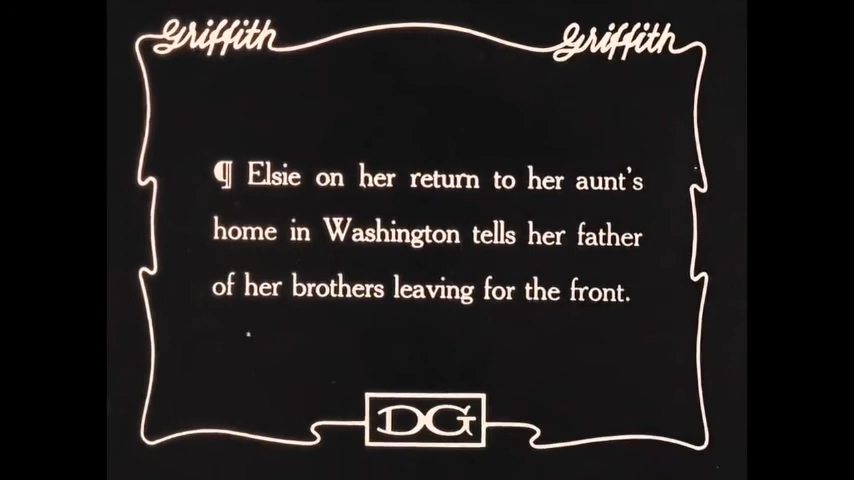 Griffith Griffith
¶ Elsie on her return to her aunt's
home in Washington tells her father
of her brothers leaving for the front.
DG